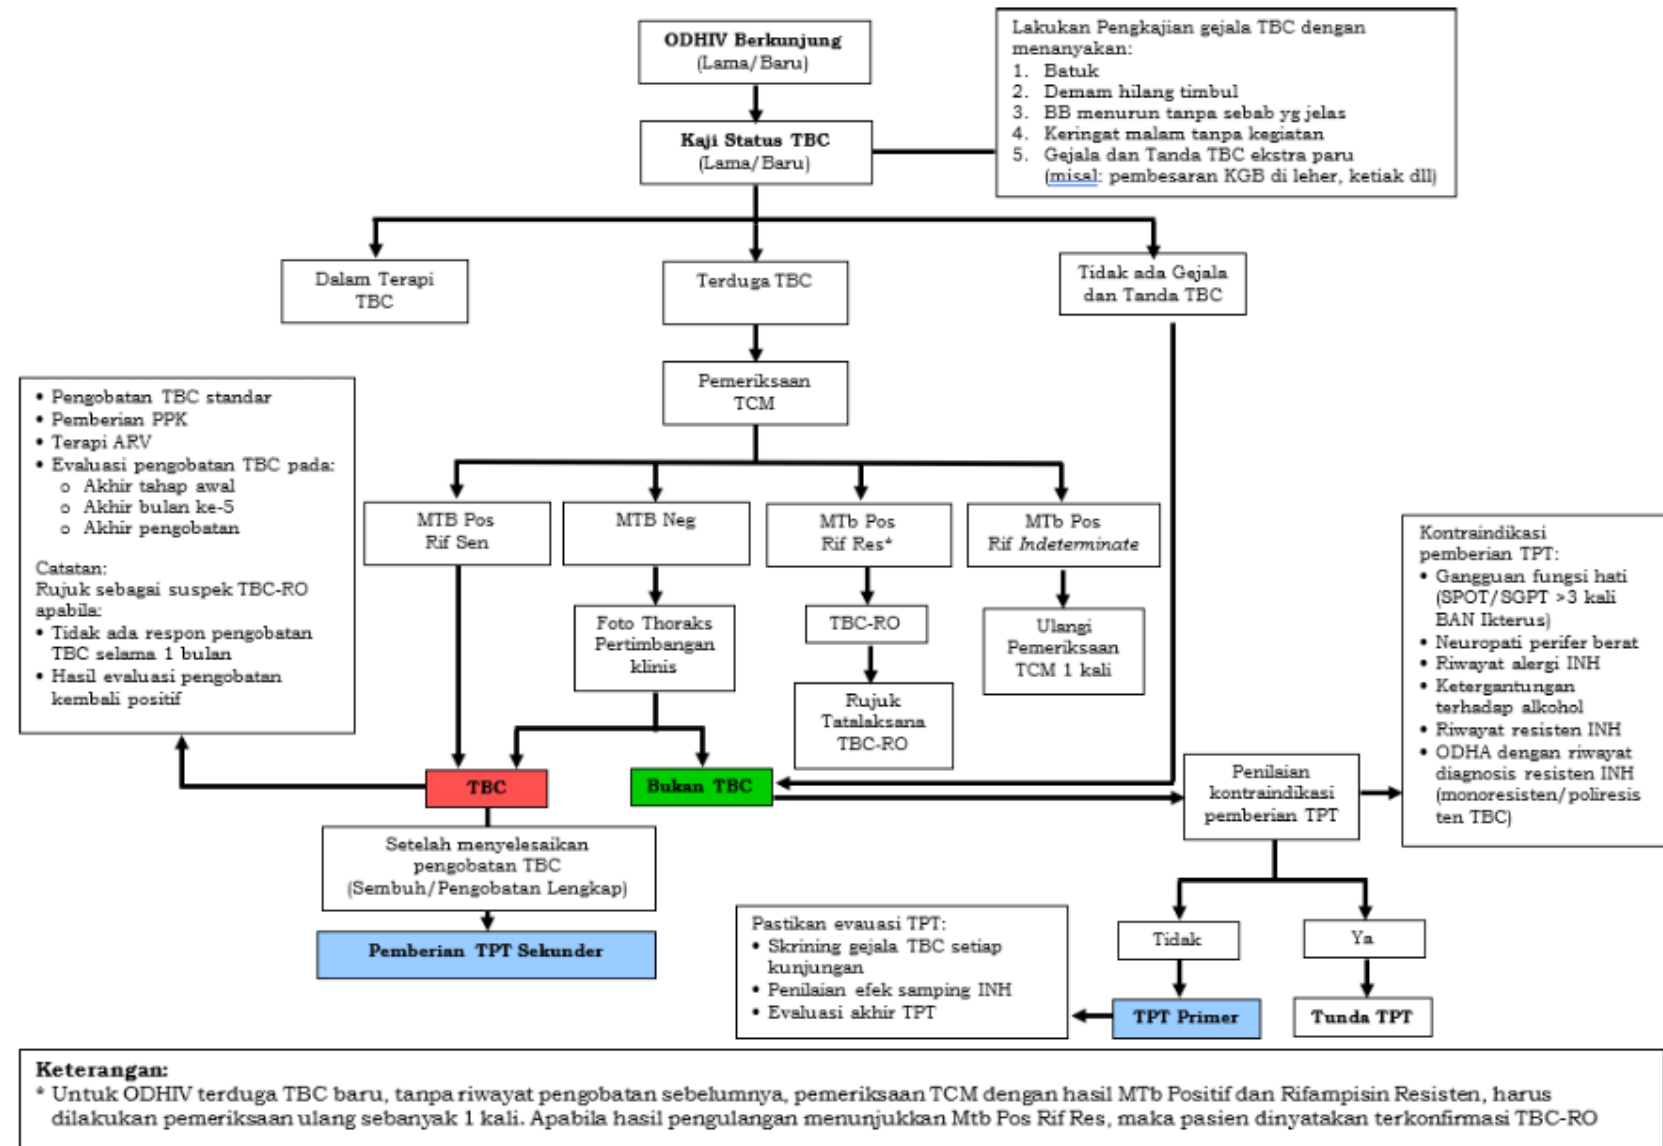 ODHIV Berkunjung
(Lama/Baru)
Lakukan Pengkajian gejala TBC dengan
menanyakan:
1. Batuk
2. Demam hilang timbul
3. BB menurun tanpa sebab yg jelas
4. Keringat malam tanpa kegiatan
5. Gejala dan Tanda TBC ekstra paru
(misal: pembesaran KGB di leher, ketiak dll)
Kaji Status TBC
(Lama/Baru)
Dalam Terapi
TBC
Terduga TBC
Tidak ada Gejala
dan Tanda TBC
Pemeriksaan
TCM
• Pengobatan TBC standar
• Pemberian PPK
• Terapi ARV
• Evaluasi pengobatan TBC pada:
o Akhir tahap awal
o Akhir bulan ke-5
o Akhir pengobatan
Catatan:
Rujuk sebagai suspek TBC-RO
apabila:
• Tidak ada respon pengobatan
TBC selama 1 bulan
• Hasil evaluasi pengobatan
kembali positif
MTB Pos
Rif Sen
MTB Neg
MTb Pos
Rif Res*
MTb Pos
Rif Indeterminate
Foto Thoraks
Pertimbangan
klinis
TBC-RO
Ulangi
Pemeriksaan
TCM 1 kali
Rujuk
Tatalaksana
TBC-RO
Kontraindikasi
pemberian TPT:
• Gangguan fungsi hati
(SPOT/SGPT >3 kali
BAN Ikterus)
• Neuropati perifer berat
• Riwayat alergi INH
• Ketergantungan
terhadap alkohol
• Riwayat resisten INH
• ODHA dengan riwayat
diagnosis resisten INH
(monoresisten/poliresis
ten TBC)
TBC
Bukan TBC
Penilaian
kontraindikasi
pemberian TPT
Setelah menyelesaikan
pengobatan TBC
(Sembuh/Pengobatan Lengkap)
Pemberian TPT Sekunder
Pastikan evauasi TPT:
• Skrining gejala TBC setiap
kunjungan
• Penilaian efek samping INH
• Evaluasi akhir TPT
Tidak
Ya
TPT Primer
Tunda TPT
Keterangan:
* Untuk ODHIV terduga TBC baru, tanpa riwayat pengobatan sebelumnya, pemeriksaan TCM dengan hasil MTb Positif dan Rifampisin Resisten, harus
dilakukan pemeriksaan ulang sebanyak 1 kali. Apabila hasil pengulangan menunjukkan Mtb Pos Rif Res, maka pasien dinyatakan terkonfirmasi TBC-RO